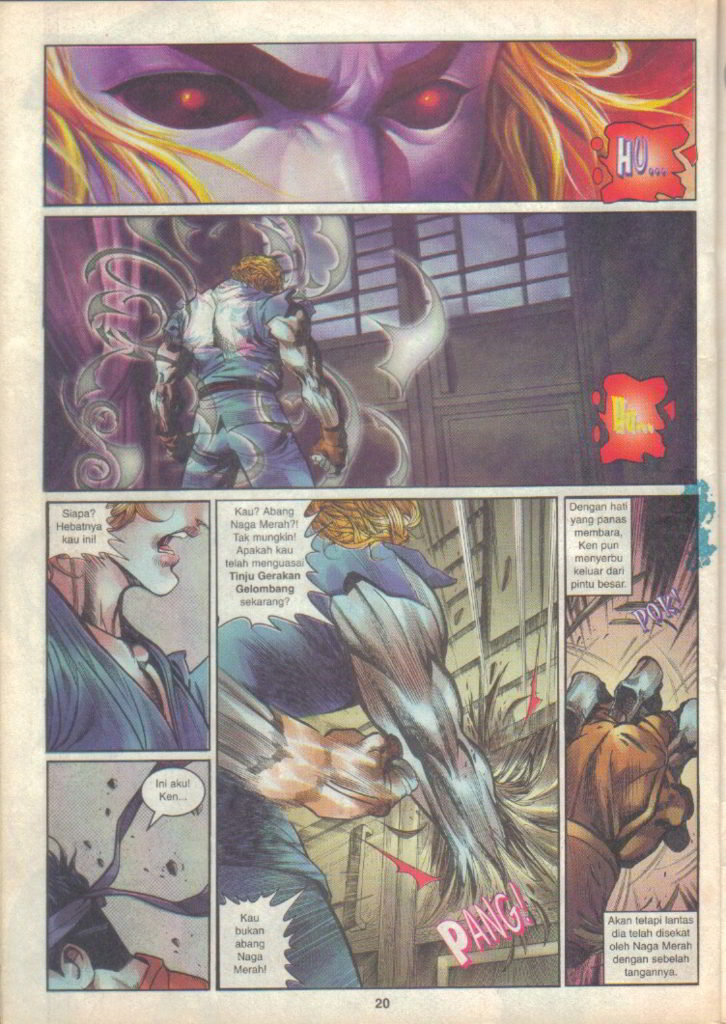 HO...
Ho...
Siapa?
Hebatnya
kau ini!
Kau? Abang
Naga Merah?!
Tak mungkin!
Apakah kau
telah menguasai
Tinju Gerakan
Gelombang
sekarang?
Dengan hati
yang panas
membara,
Ken pun
menyerbu
keluar dari
pintu besar.
POK!
Ini aku!
Ken...
Kau
bukan
abang
Naga
Merah!
PANG!
Akan tetapi lantas
dia telah disekat
oleh Naga Merah
dengan sebelah
tangannya.
20